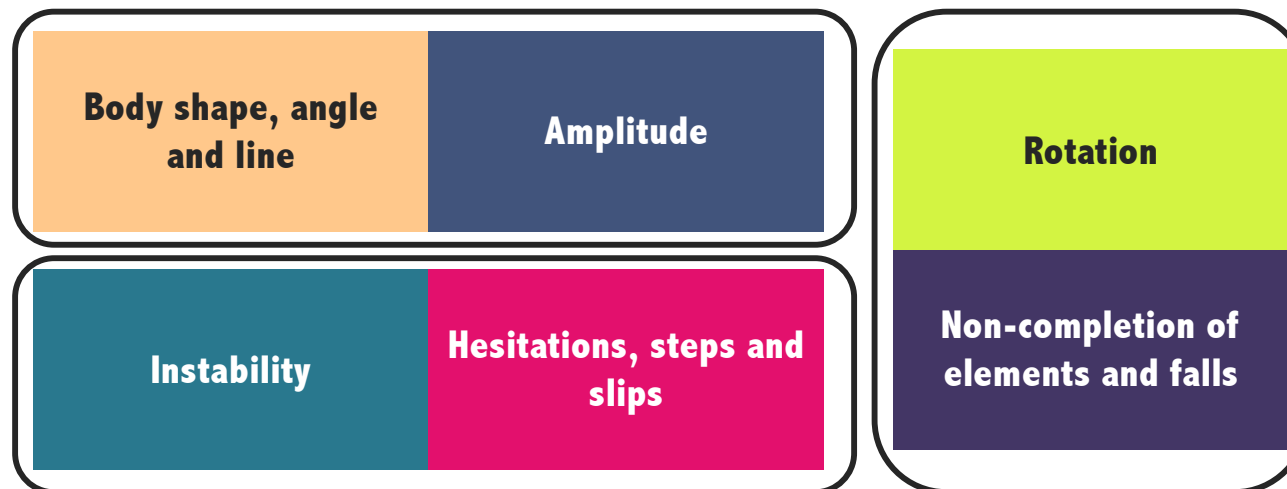 Body shape, angle
and line
Amplitude
Rotation
Instability
Hesitations, steps and
slips
Non-completion of
elements and falls